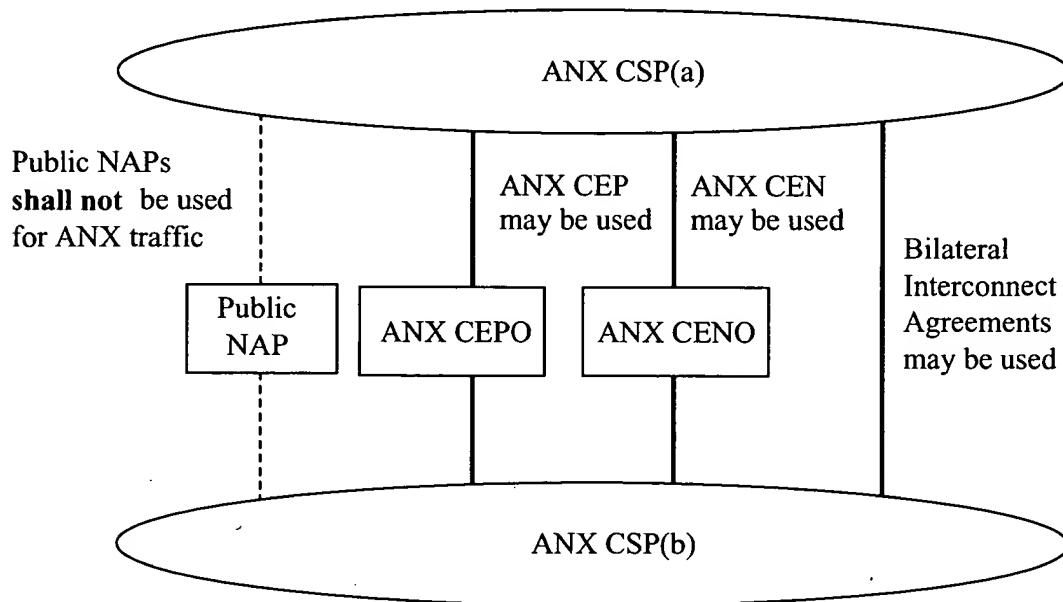 ANX CSP(a)
Public NAPs
shall not be used
for ANX traffic
ANX CEP
may be used
ANX CEN
may be used
Bilateral
Interconnect
Agreements
may be used
Public
NAP
ANX CEPO
ANX CENO
ANX CSP(b)